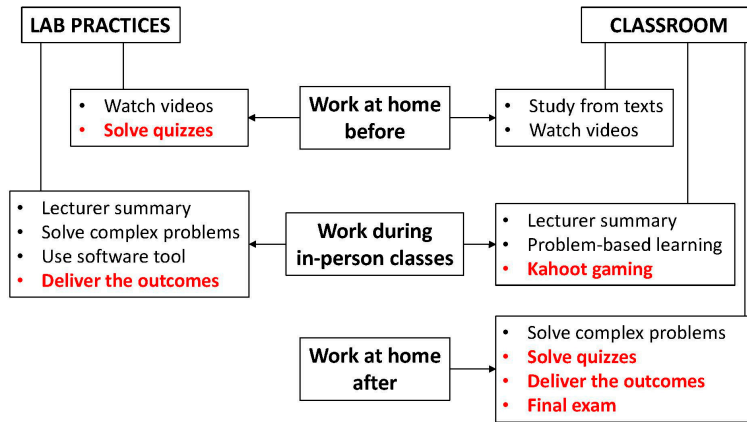 LAB PRACTICES
CLASSROOM
• Watch videos
• Solve quizzes
Work at home
before
• Study from texts
• Watch videos
• Lecturer summary
• Solve complex problems
• Use software tool
• Deliver the outcomes
Work during
in-person classes
• Lecturer summary
• Problem-based learning
• Kahoot gaming
Work at home
after
• Solve complex problems
• Solve quizzes
• Deliver the outcomes
• Final exam